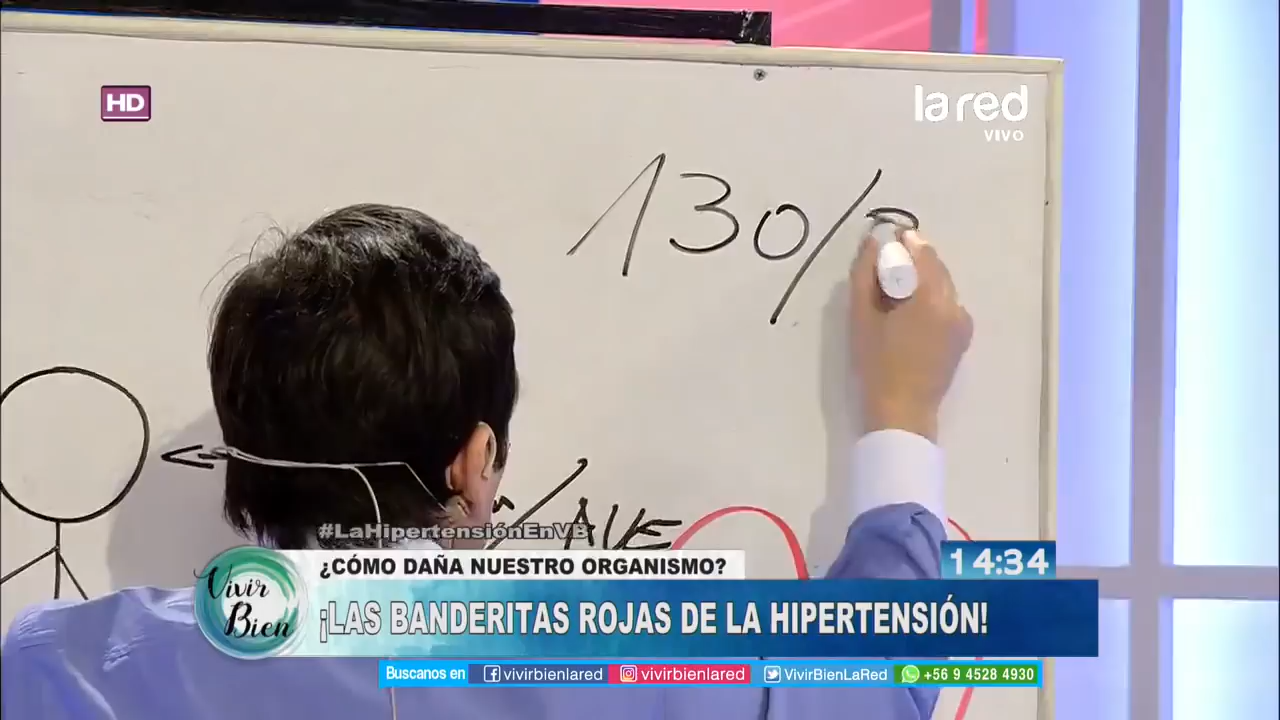 HD
la red
VIVO
130/
AVE
#LaHipertensiónEnVB
¿CÓMO DAÑA NUESTRO ORGANISMO?
14:34
Vivir
Bien
¡LAS BANDERITAS ROJAS DE LA HIPERTENSIÓN!
Buscanos en vivirbienlared vivirbienlared VivirBienLaRed +56 9 4528 4930